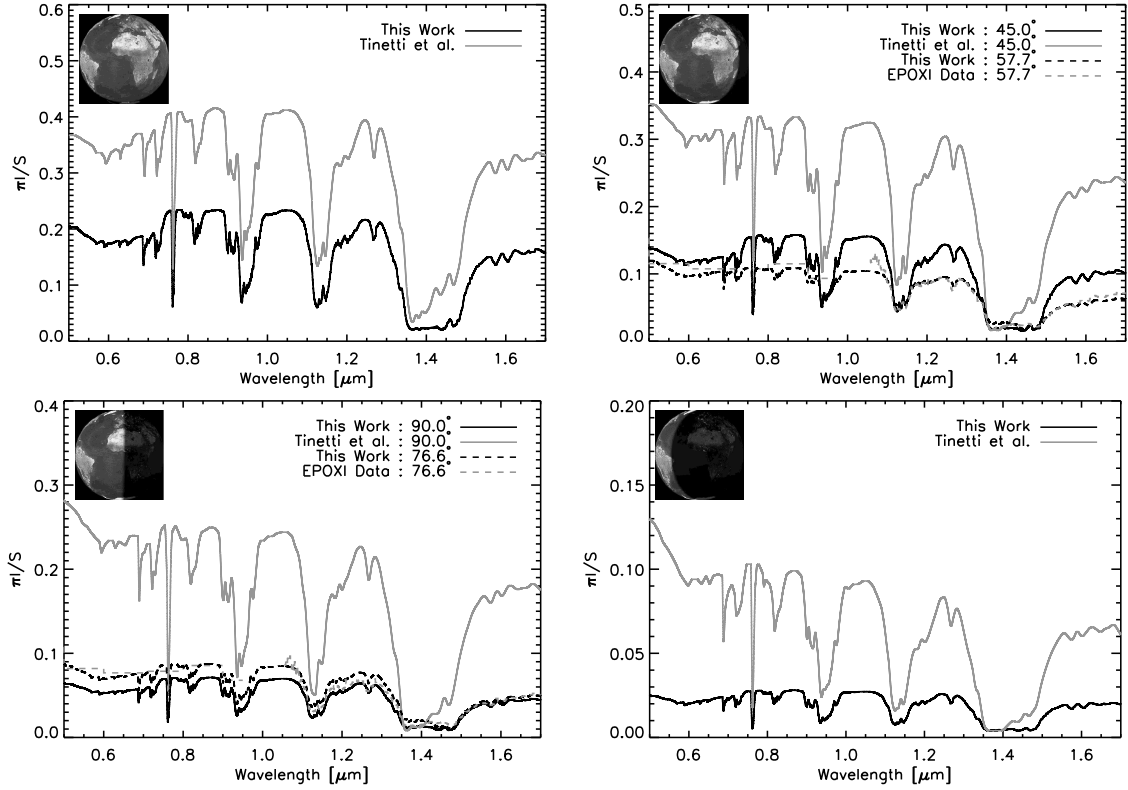 This Work
Tinetti et al.
0.6
0.5
0.4
0.3
0.2
0.1
0.0
πI/S
0.6 0.8 1.0 1.2 1.4 1.6
Wavelength [μm]
This Work : 45.0°
Tinetti et al. : 45.0°
This Work : 57.7°
EPOXI Data : 57.7°
0.5
0.4
0.3
0.2
0.1
0.0
πI/S
0.6 0.8 1.0 1.2 1.4 1.6
Wavelength [μm]
This Work : 90.0°
Tinetti et al. : 90.0°
This Work : 76.6°
EPOXI Data : 76.6°
0.4
0.3
0.2
0.1
0.0
πI/S
0.6 0.8 1.0 1.2 1.4 1.6
Wavelength [μm]
This Work
Tinetti et al.
0.20
0.15
0.10
0.05
0.00
πI/S
0.6 0.8 1.0 1.2 1.4 1.6
Wavelength [μm]